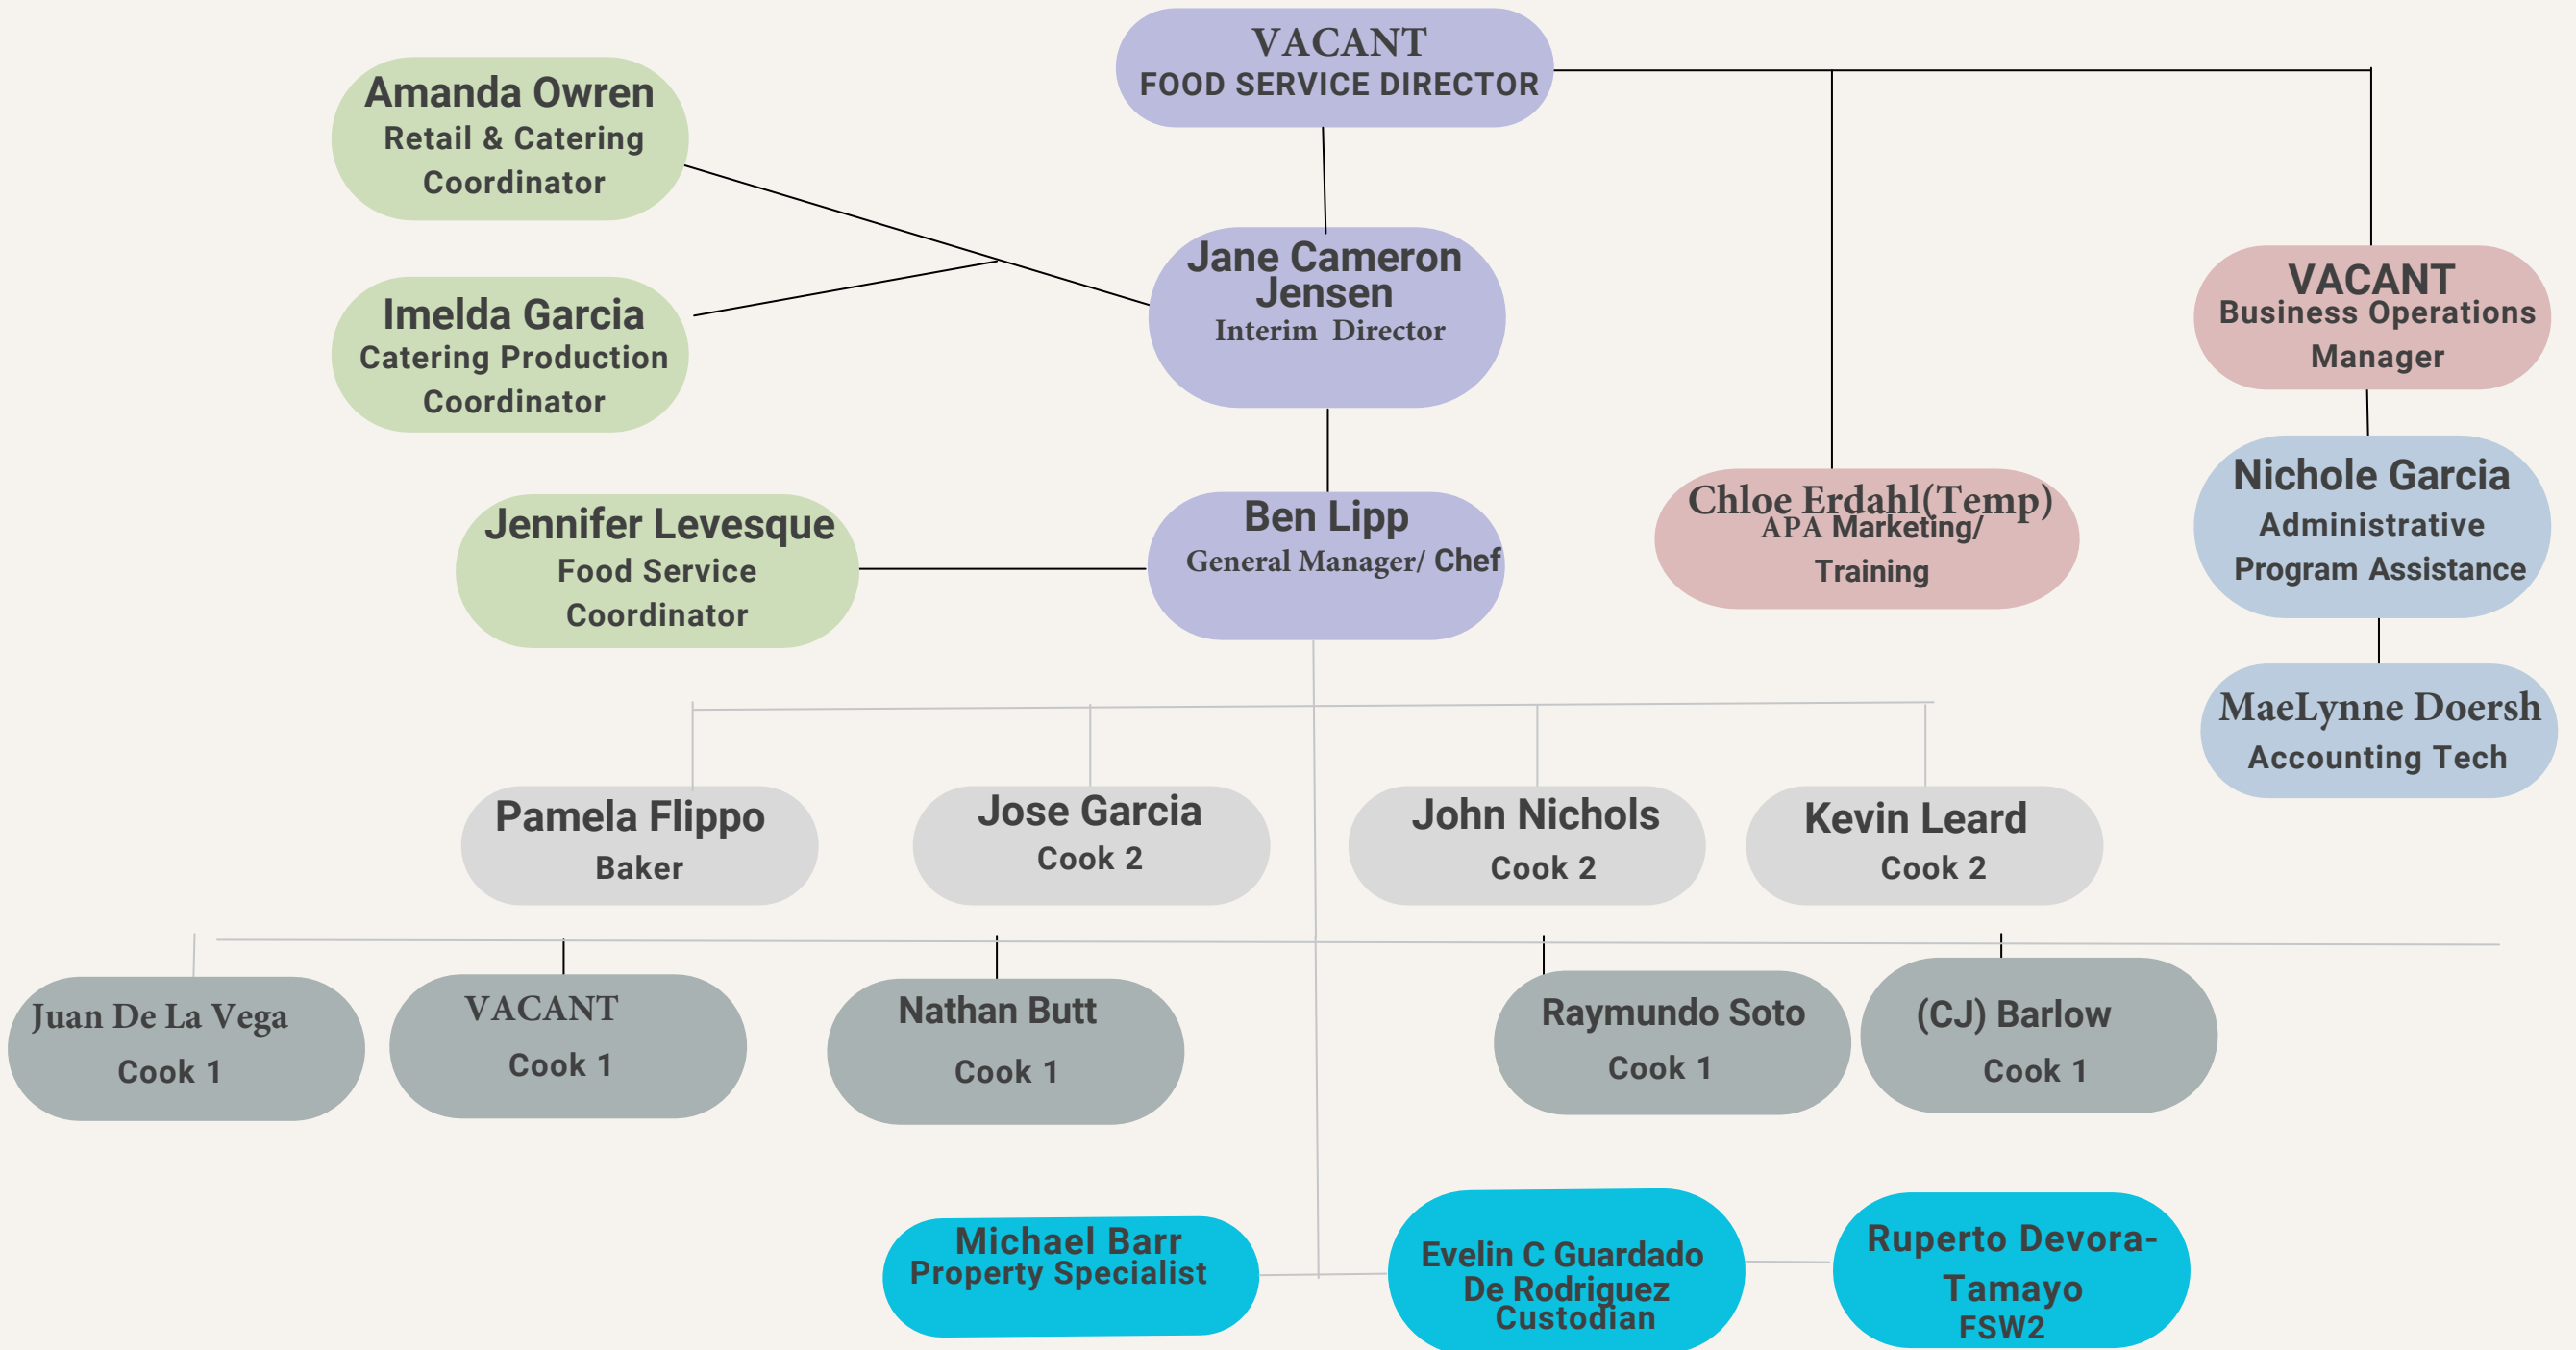 VACANT
FOOD SERVICE DIRECTOR
Amanda Owren
Retail & Catering
Coordinator
Imelda Garcia
Catering Production
Coordinator
Jane Cameron
Jensen
Interim Director
VACANT
Business Operations
Manager
Jennifer Levesque
Food Service
Coordinator
Ben Lipp
General Manager/ Chef
Chloe Erdahl(Temp)
APA Marketing/
Training
Nichole Garcia
Administrative
Program Assistance
MaeLynne Doersh
Accounting Tech
Pamela Flippo
Baker
Jose Garcia
Cook 2
John Nichols
Cook 2
Kevin Leard
Cook 2
Juan De La Vega
Cook 1
VACANT
Cook 1
Nathan Butt
Cook 1
Raymundo Soto
Cook 1
(CJ) Barlow
Cook 1
Michael Barr
Property Specialist
Evelin C Guardado
De Rodriguez
Custodian
Ruperto Devora-
Tamayo
FSW2